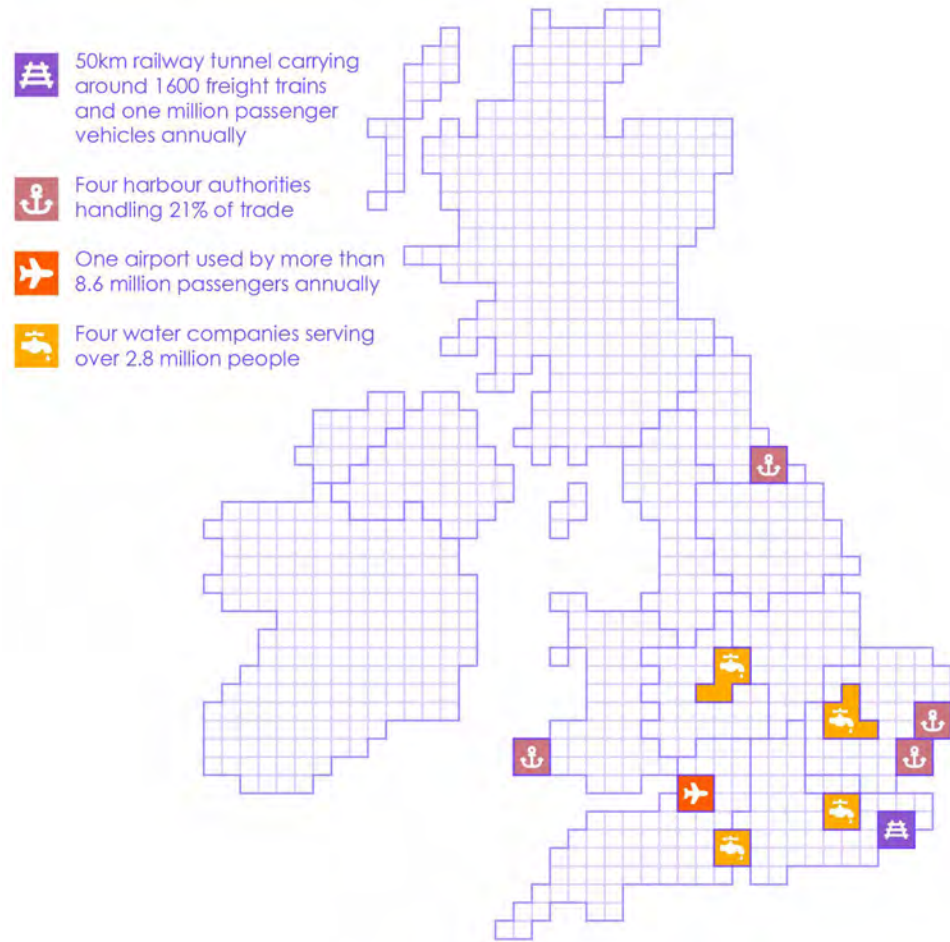 50km railway tunnel carrying
around 1600 freight trains
and one million passenger
vehicles annually
Four harbour authorities
handling 21% of trade
One airport used by more than
8.6 million passengers annually
Four water companies serving
over 2.8 million people